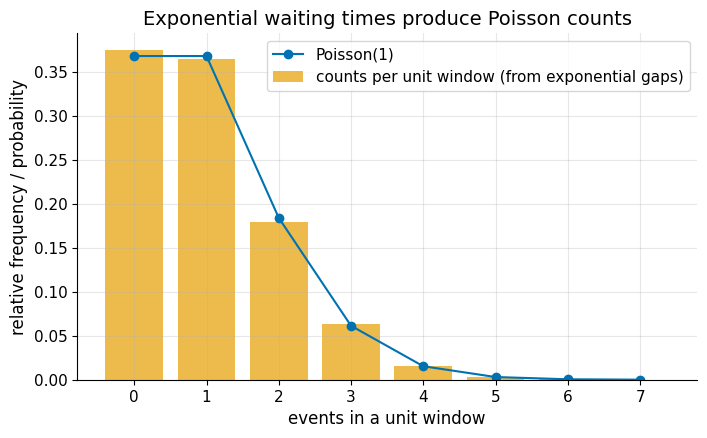 Exponential waiting times produce Poisson counts
Poisson(1)
counts per unit window (from exponential gaps)
relative frequency / probability
0.35
0.30
0.25
0.20
0.15
0.10
0.05
0.00
0 1 2 3 4 5 6 7
events in a unit window